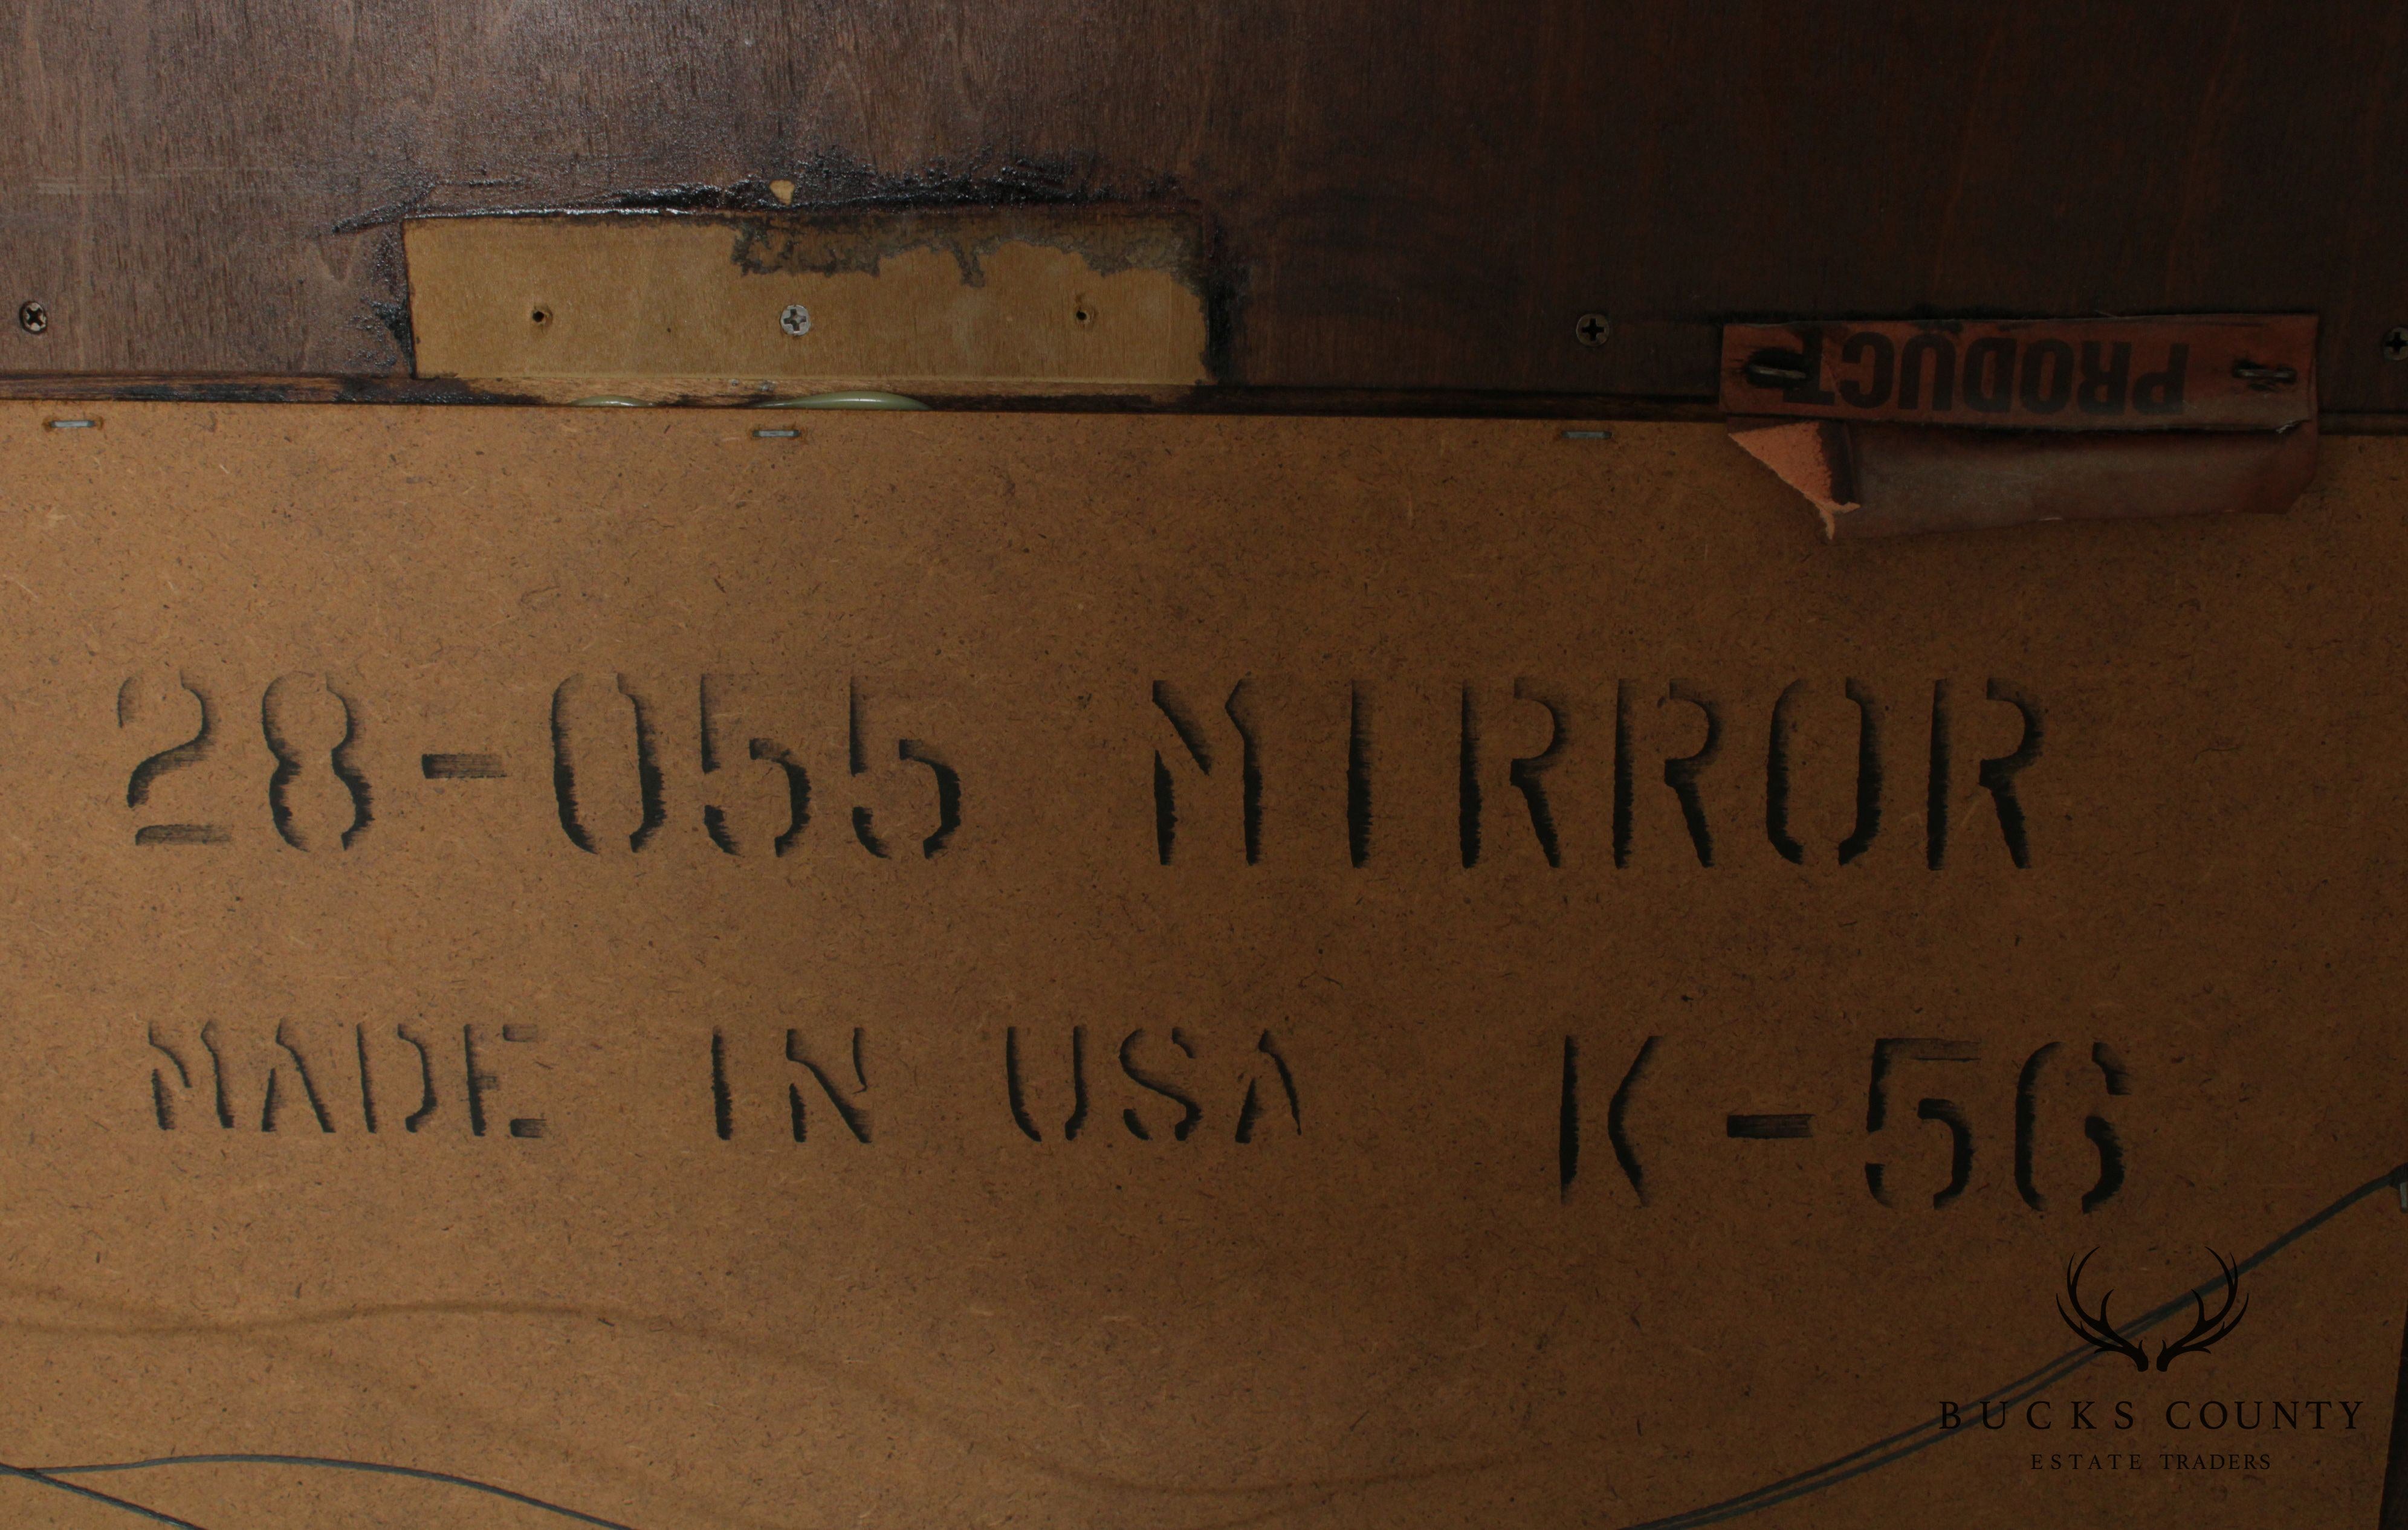 PRODUCT
28-055 MIRROR
MADE IN USA K-56
BUCKS COUNTY
ESTATE TRADERS